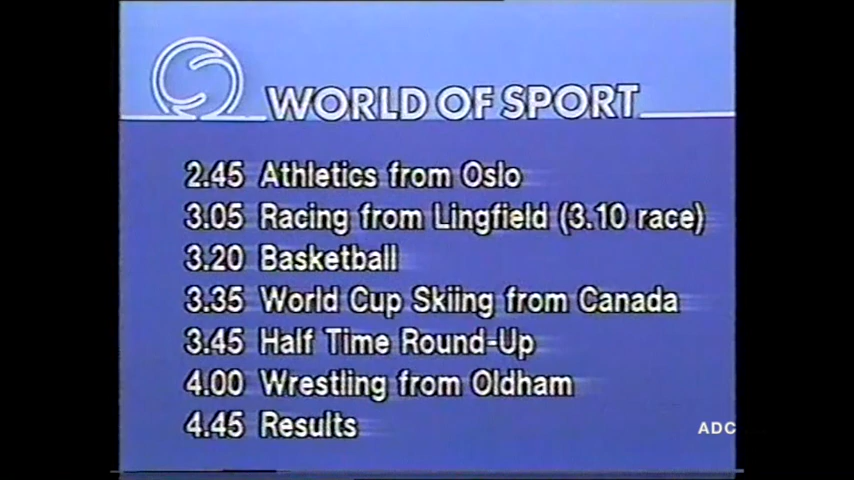 WORLD OF SPORT
2.45 Athletics from Oslo
3.05 Racing from Lingfield (3.10 race)
3.20 Basketball
3.35 World Cup Skiing from Canada
3.45 Half Time Round-Up
4.00 Wrestling from Oldham
4.45 Results
ADC